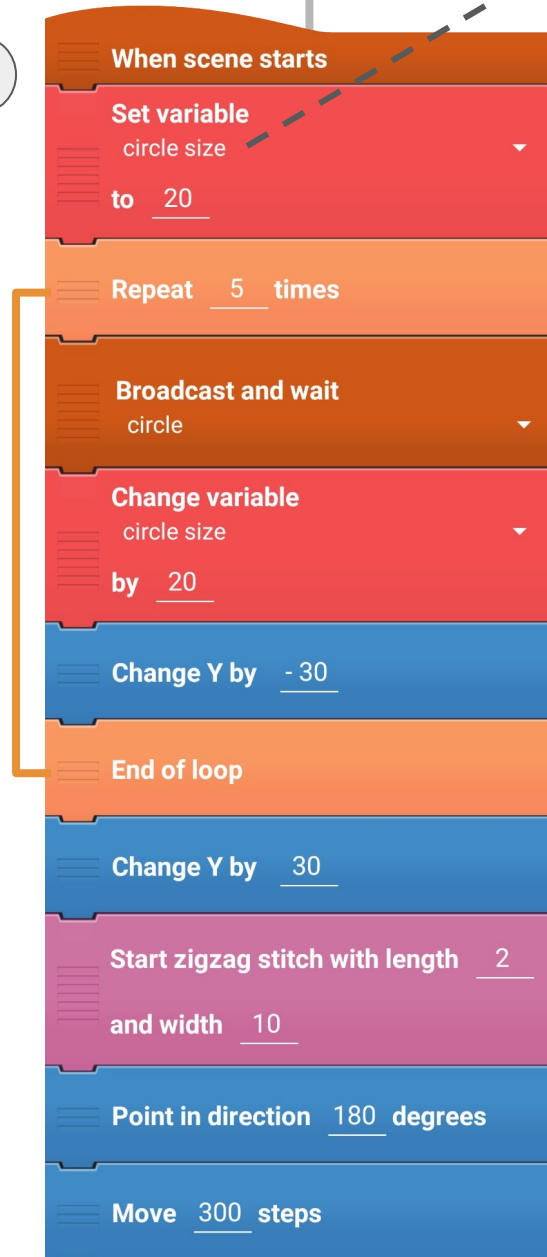 When scene starts
Set variable
circle size
to 20
Repeat 5 times
Broadcast and wait
circle
Change variable
circle size
by 20
Change Y by - 30
End of loop
Change Y by 30
Start zigzag stitch with length 2
and width 10
Point in direction 180 degrees
Move 300 steps